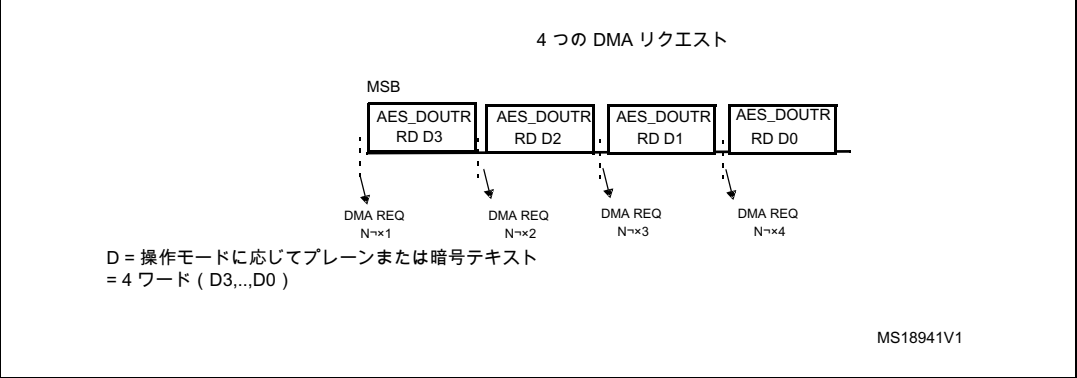 4 つの DMA リクエスト
MSB
AES_DOUTR
RD D3
AES_DOUTR
RD D2
AES_DOUTR
RD D1
AES_DOUTR
RD D0
DMA REQ
N¬×1
DMA REQ
N¬×2
DMA REQ
N¬×3
DMA REQ
N¬×4
D = 操作モードに応じてプレーンまたは暗号テキスト
= 4 ワード ( D3,..,D0 )
MS18941V1